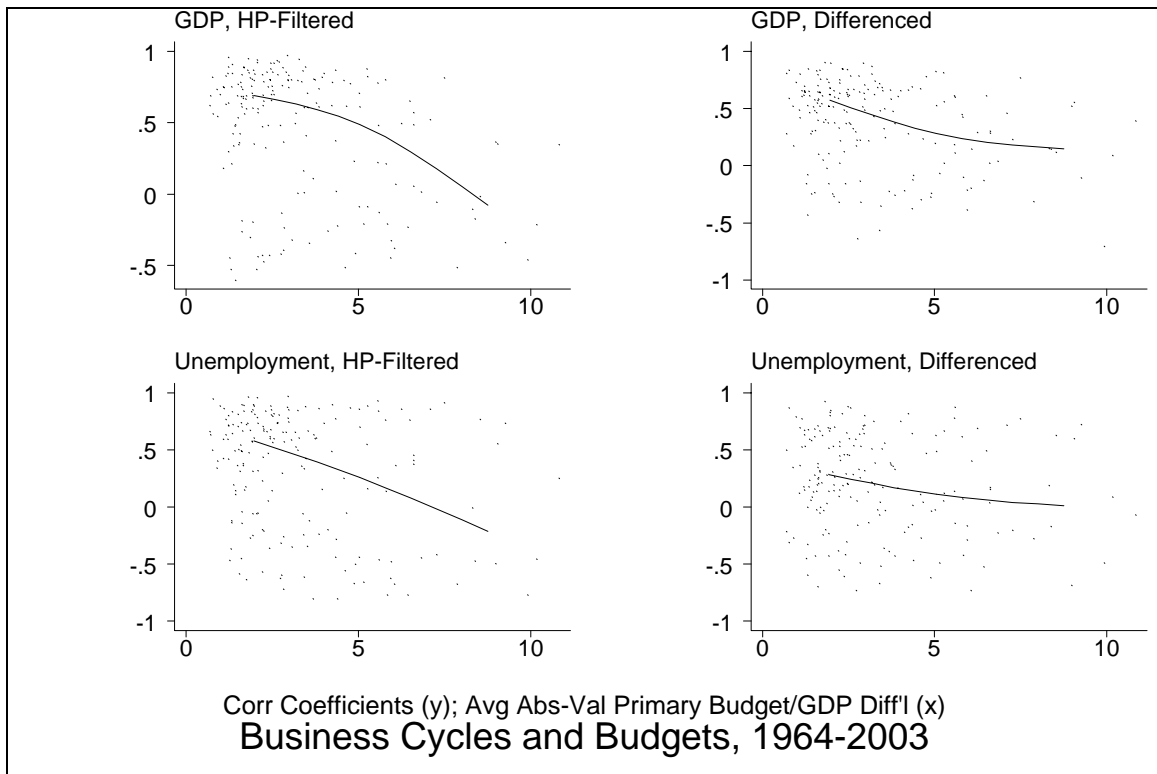 GDP, HP-Filtered
1
.5
0
-.5
0 5 10
GDP, Differenced
1
.5
0
-.5
-1
0 5 10
Unemployment, HP-Filtered
1
.5
0
-.5
-1
0 5 10
Unemployment, Differenced
1
.5
0
-.5
-1
0 5 10
Corr Coefficients (y); Avg Abs-Val Primary Budget/GDP Diff'l (x)
Business Cycles and Budgets, 1964-2003